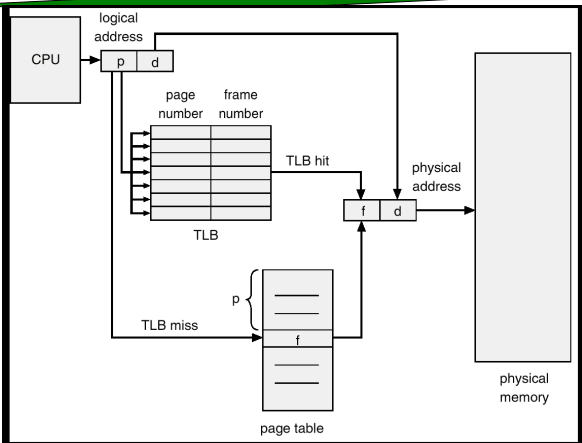 logical
address
CPU
p
d
page
number
frame
number
TLB hit
physical
address
f
d
TLB
p
TLB miss
f
physical
memory
page table